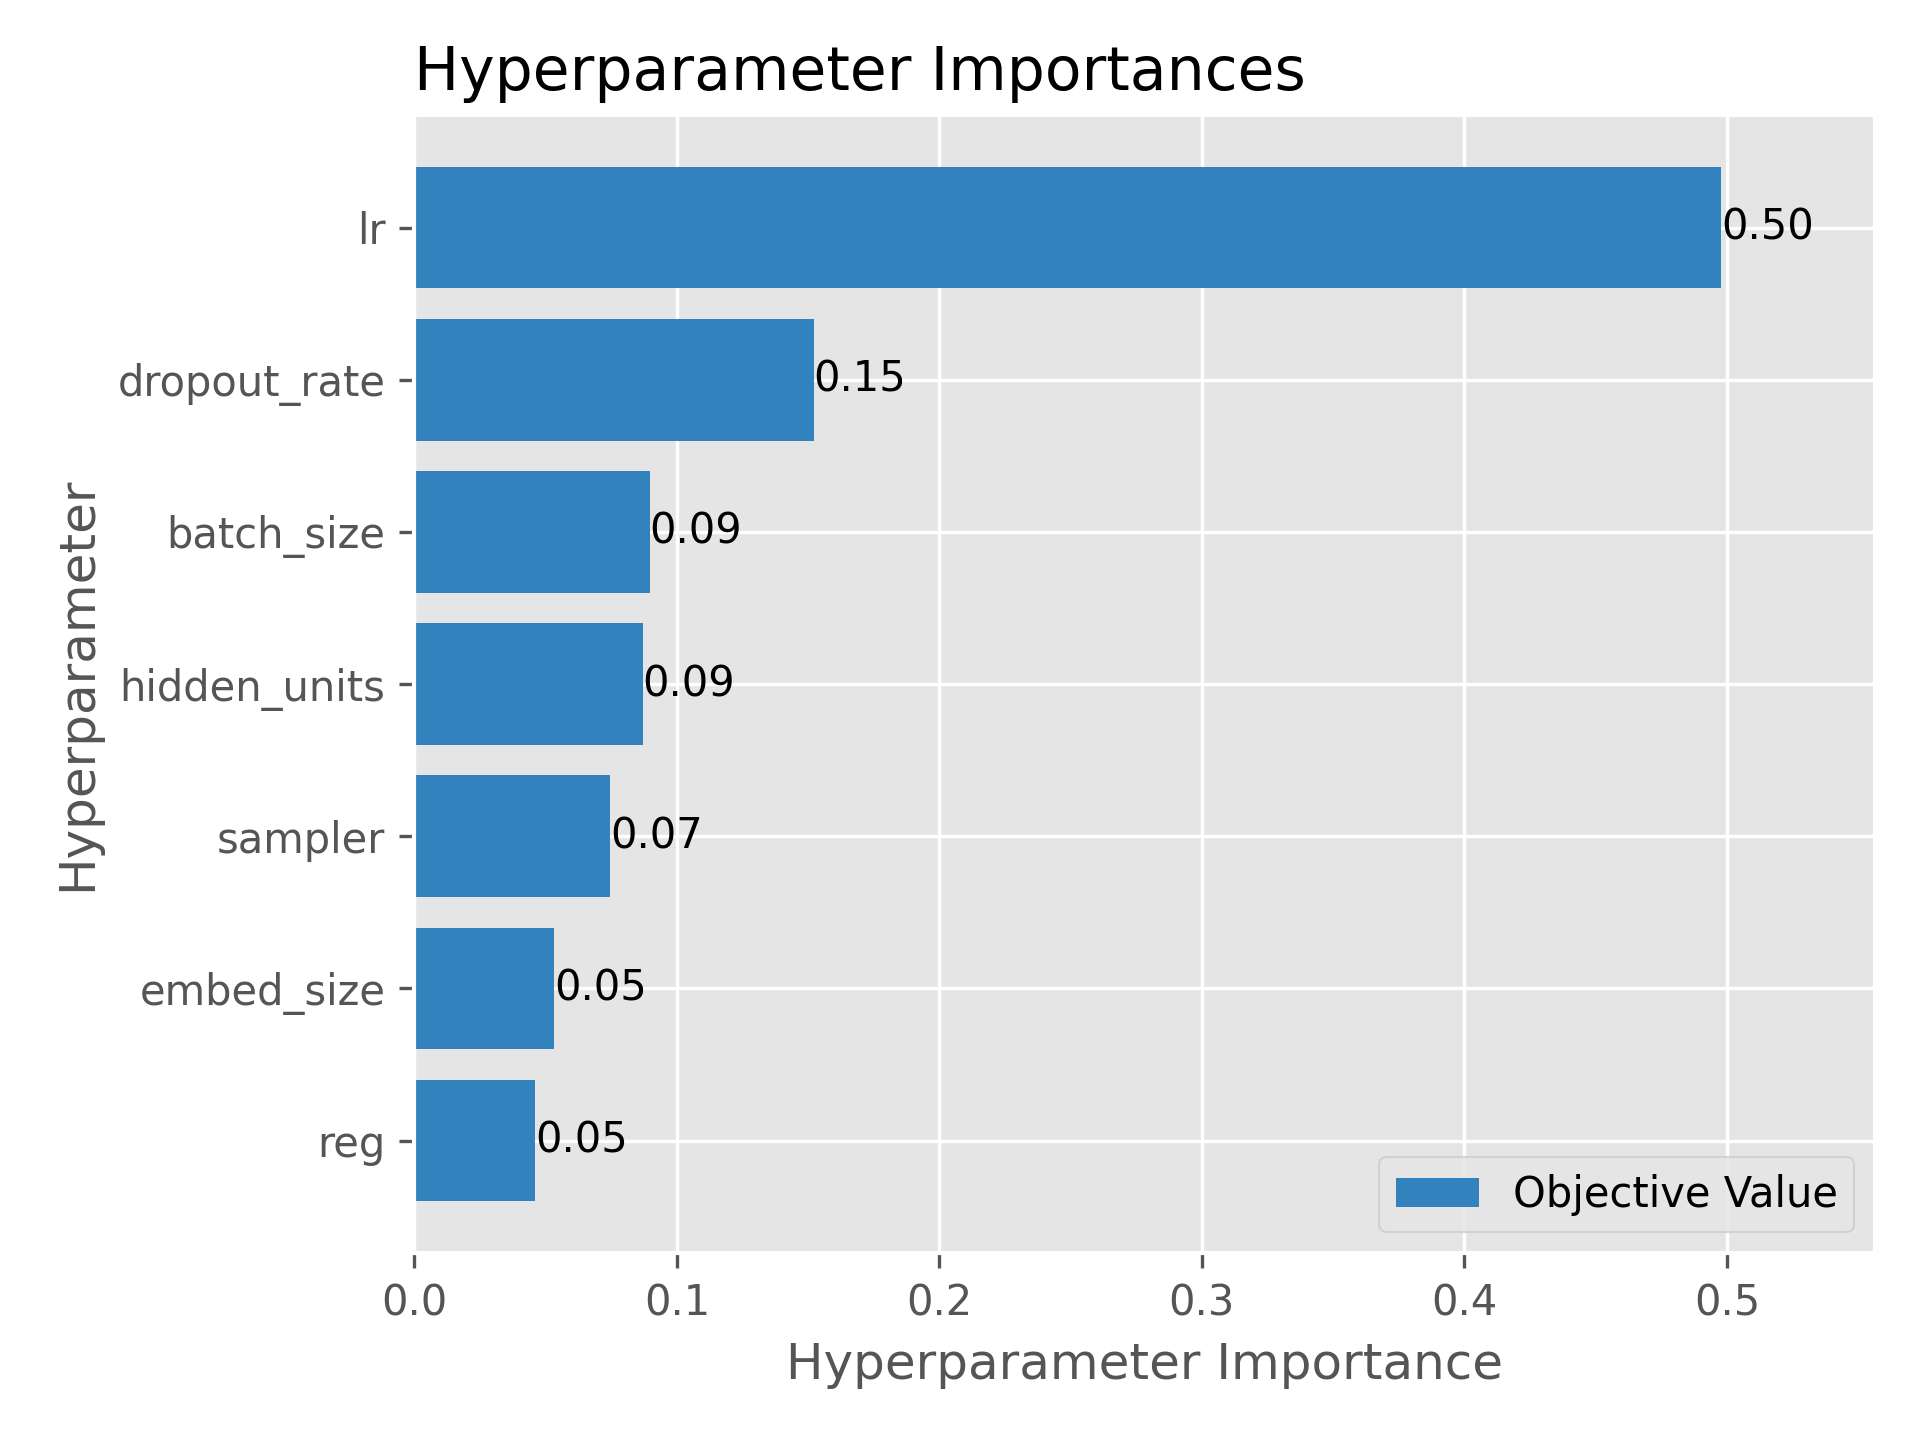 Hyperparameter Importances
lr
0.50
dropout_rate
0.15
batch_size
0.09
hidden_units
0.09
sampler
0.07
embed_size
0.05
reg
0.05
Hyperparameter
Objective Value
0.0 0.1 0.2 0.3 0.4 0.5
Hyperparameter Importance